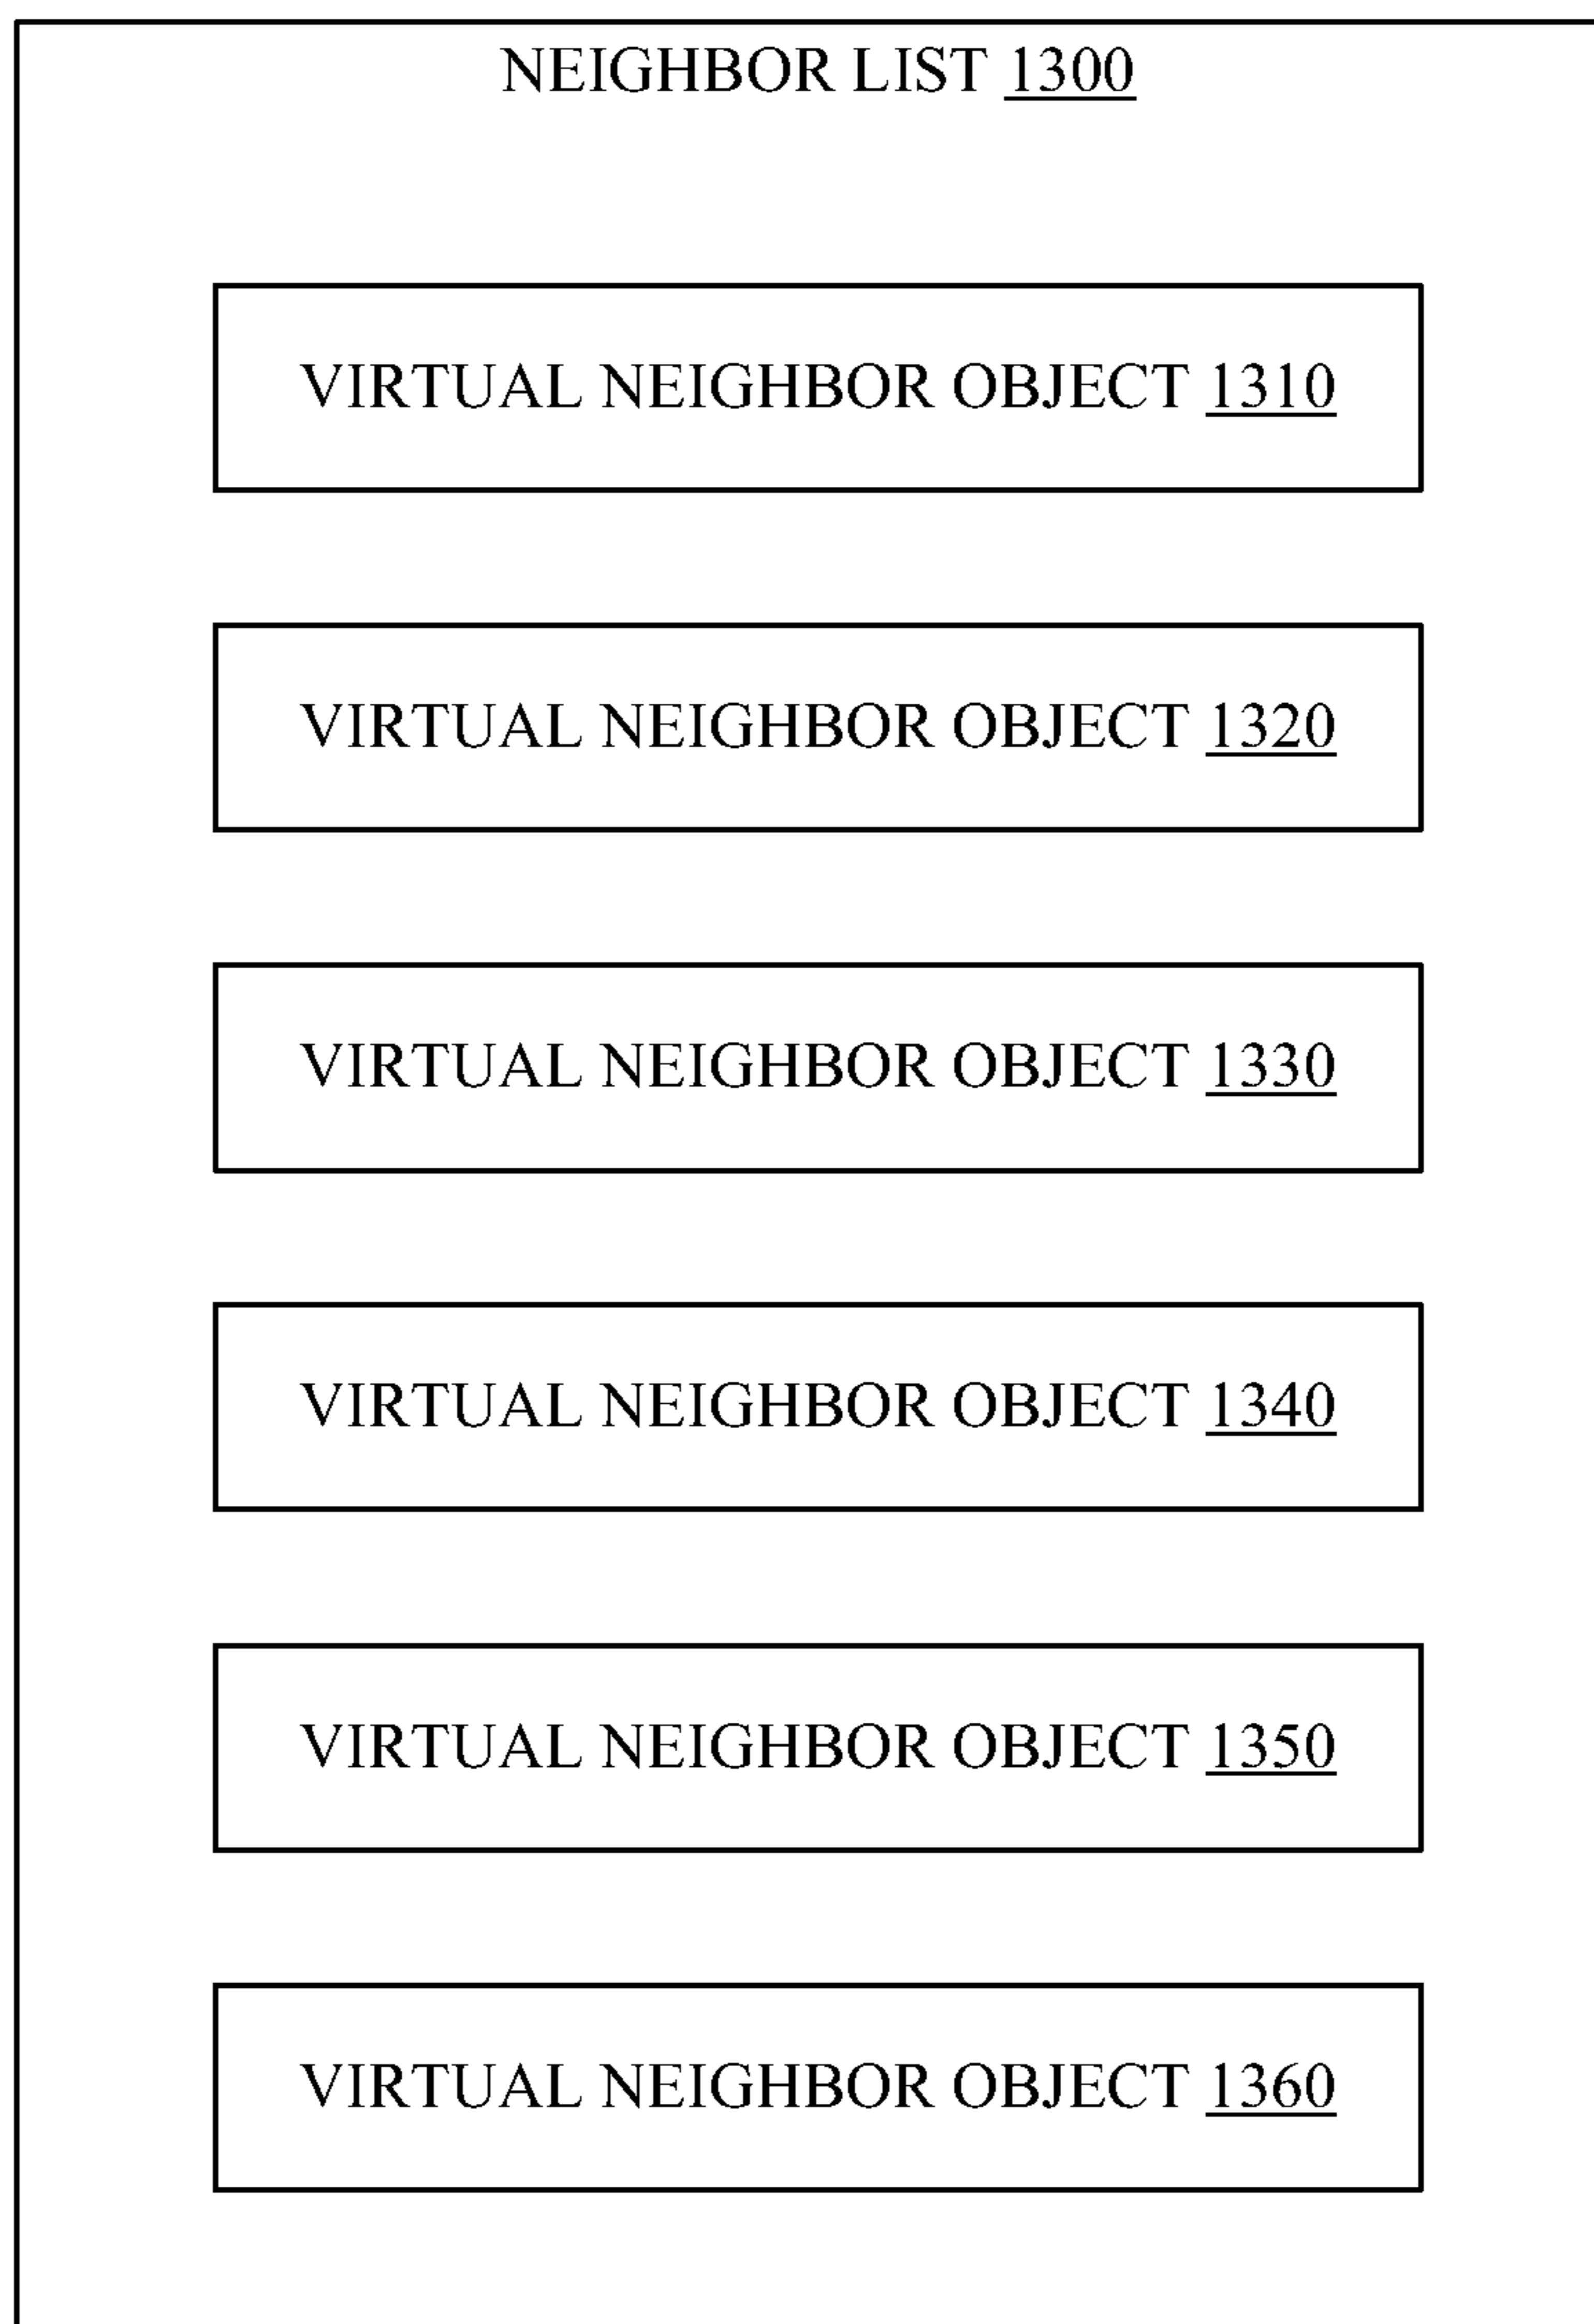 NEIGHBOR LIST 1300
VIRTUAL NEIGHBOR OBJECT 1310
VIRTUAL NEIGHBOR OBJECT 1320
VIRTUAL NEIGHBOR OBJECT 1330
VIRTUAL NEIGHBOR OBJECT 1340
VIRTUAL NEIGHBOR OBJECT 1350
VIRTUAL NEIGHBOR OBJECT 1360